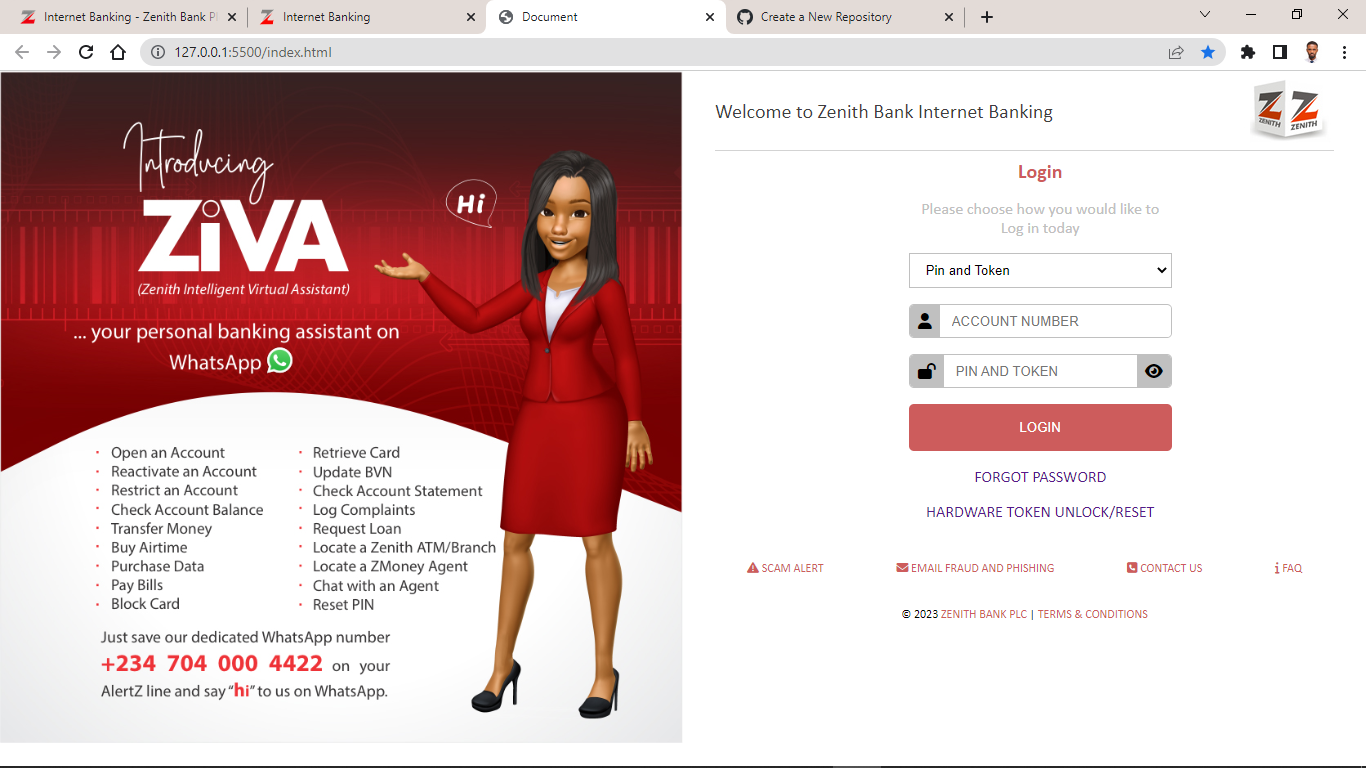 Internet Banking - Zenith Bank P
Internet Banking
Document
Create a New Repository
127.0.0.1:5500/index.html
Introducing
ZiVA
(Zenith Intelligent Virtual Assistant)
... your personal banking assistant on
WhatsApp
Hi
• Open an Account
• Reactivate an Account
• Restrict an Account
• Check Account Balance
• Transfer Money
• Buy Airtime
• Purchase Data
• Pay Bills
• Block Card
• Retrieve Card
• Update BVN
• Check Account Statement
• Log Complaints
• Request Loan
• Locate a Zenith ATM/Branch
• Locate a ZMoney Agent
• Chat with an Agent
• Reset PIN
Just save our dedicated WhatsApp number
+234 704 000 4422 on your
AlertZ line and say “hi” to us on WhatsApp.
Welcome to Zenith Bank Internet Banking
ZENITH
ZENITH
Login
Please choose how you would like to
Log in today
Pin and Token
ACCOUNT NUMBER
PIN AND TOKEN
LOGIN
FORGOT PASSWORD
HARDWARE TOKEN UNLOCK/RESET
SCAM ALERT
EMAIL FRAUD AND PHISHING
CONTACT US
FAQ
© 2023 ZENITH BANK PLC | TERMS & CONDITIONS